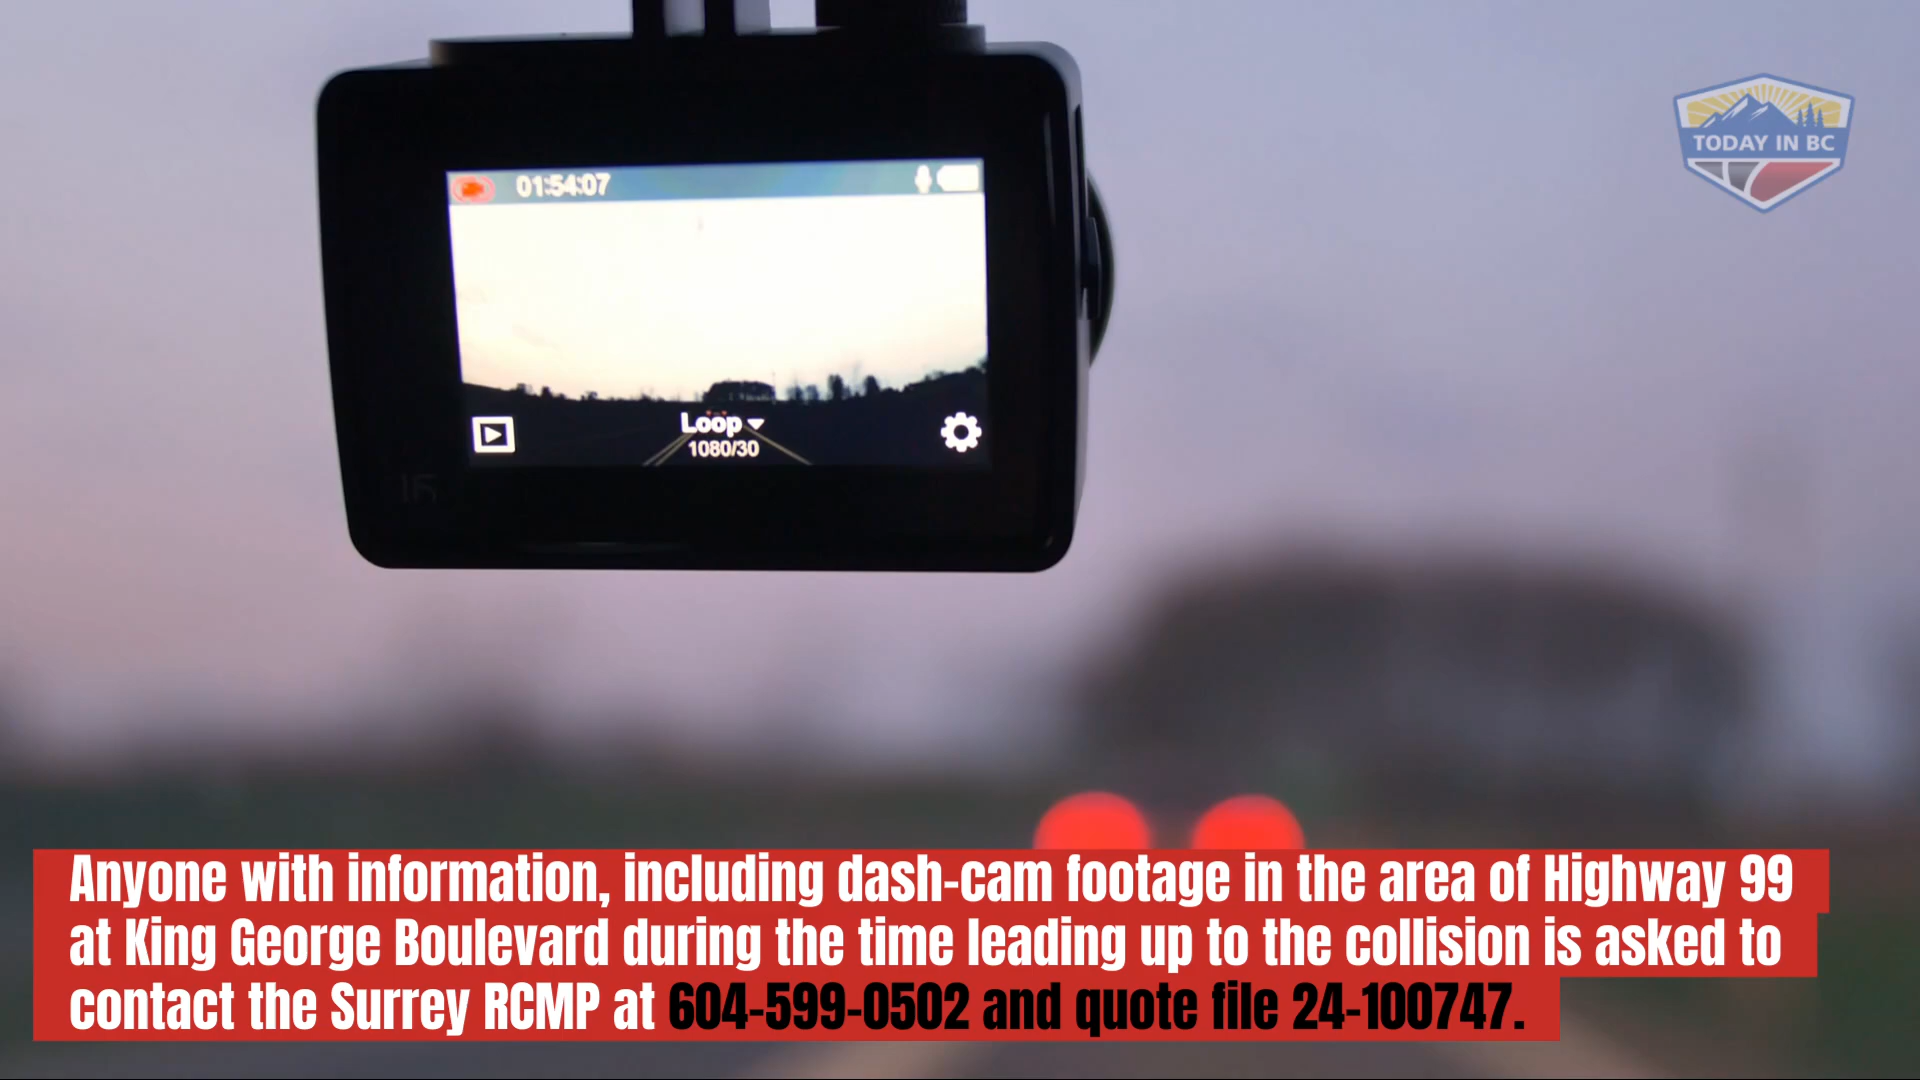 TODAY IN BC
01:54:07
Loop
1080/30
Anyone with information, including dash-cam footage in the area of Highway 99
at King George Boulevard during the time leading up to the collision is asked to
contact the Surrey RCMP at 604-599-0502 and quote file 24-100747.